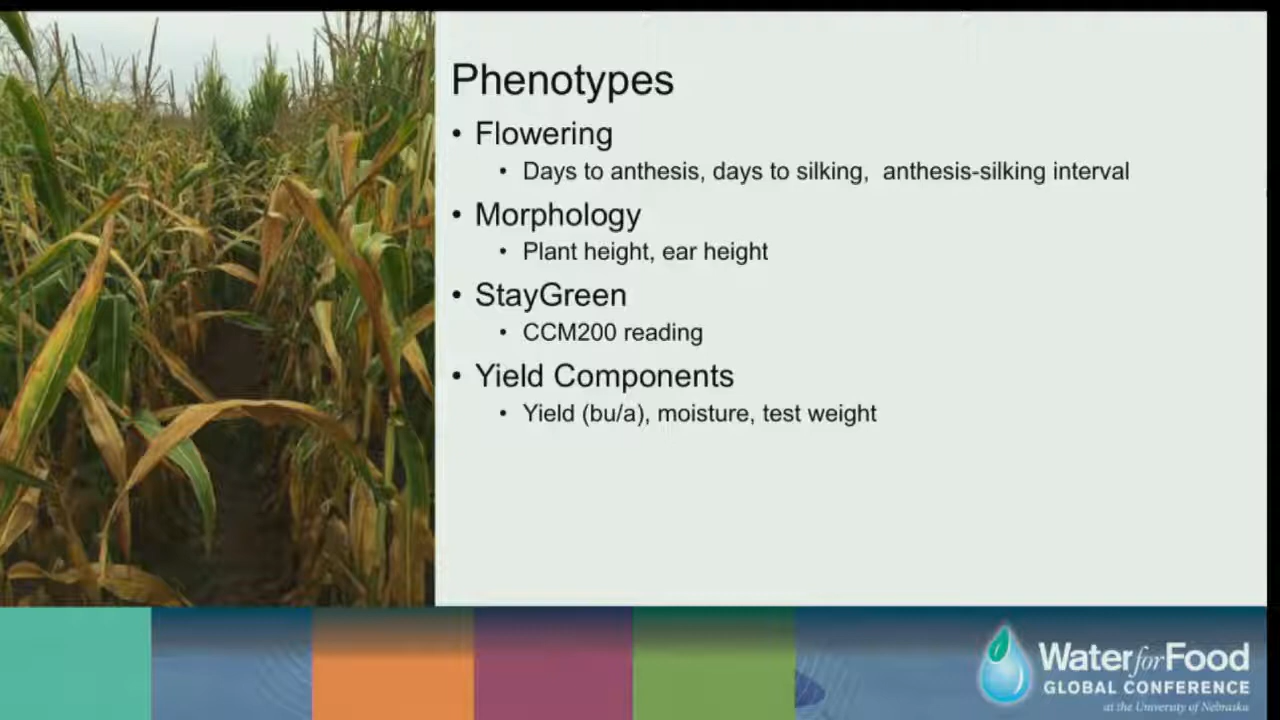 Phenotypes
• Flowering
• Days to anthesis, days to silking, anthesis-silking interval
• Morphology
• Plant height, ear height
• StayGreen
• CCM200 reading
• Yield Components
• Yield (bu/a), moisture, test weight
Water for Food
GLOBAL CONFERENCE
at the University of Nebraska